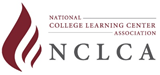 NATIONAL
COLLEGE LEARNING CENTER
ASSOCIATION
NCLCA